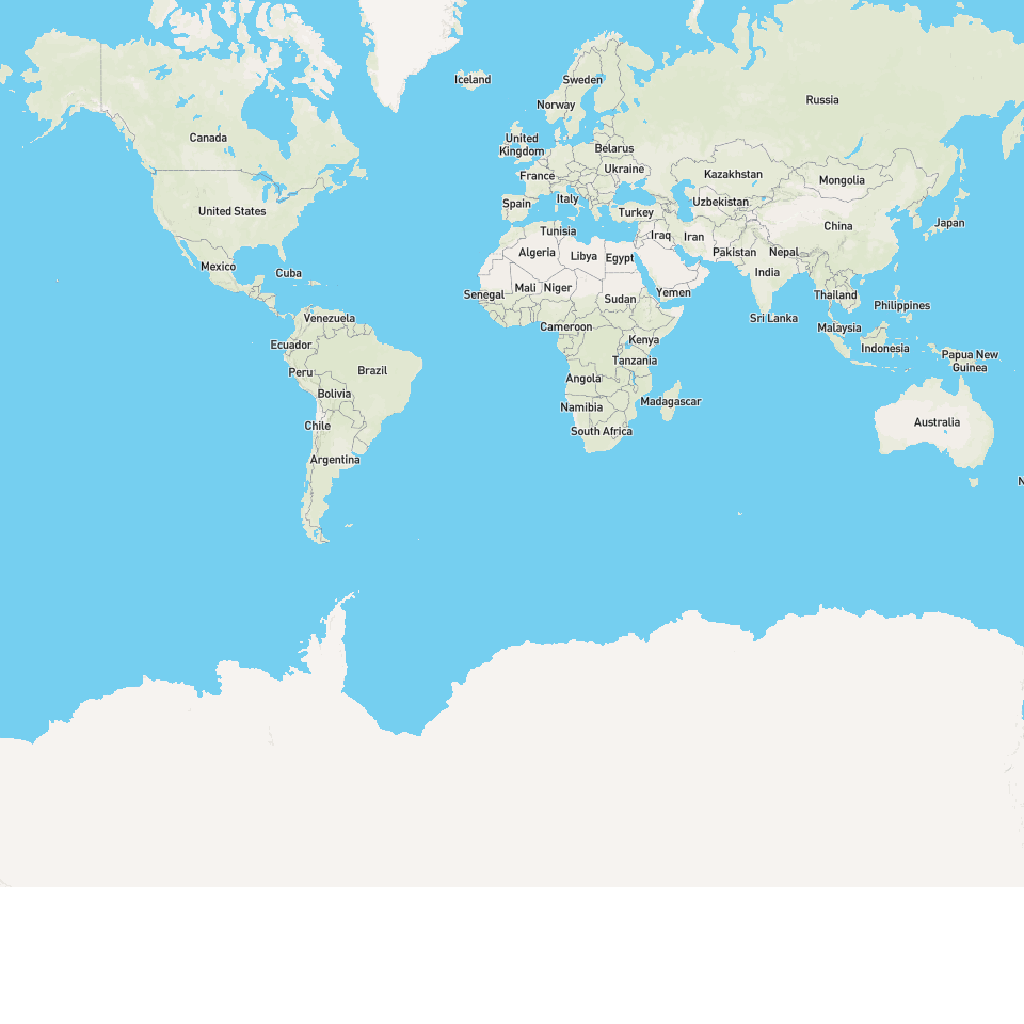 Iceland
Sweden
Russia
Norway
United
Kingdom
Canada
Belarus
Ukraine
France
Kazakhstan
Mongolia
Uzbekistan
Italy
Spain
United States
Turkey
Japan
China
Tunisia
Iraq
Iran
Algeria
Libya
Egypt
Pakistan
Nepal
Mexico
Cuba
India
Mali
Niger
Senegal
Sudan
Yemen
Thailand
Philippines
Venezuela
Sri Lanka
Cameroon
Malaysia
Kenya
Ecuador
Indonesia
Papua New
Guinea
Tanzania
Peru
Brazil
Angola
Bolivia
Madagascar
Namibia
Chile
Australia
South Africa
Argentina
N